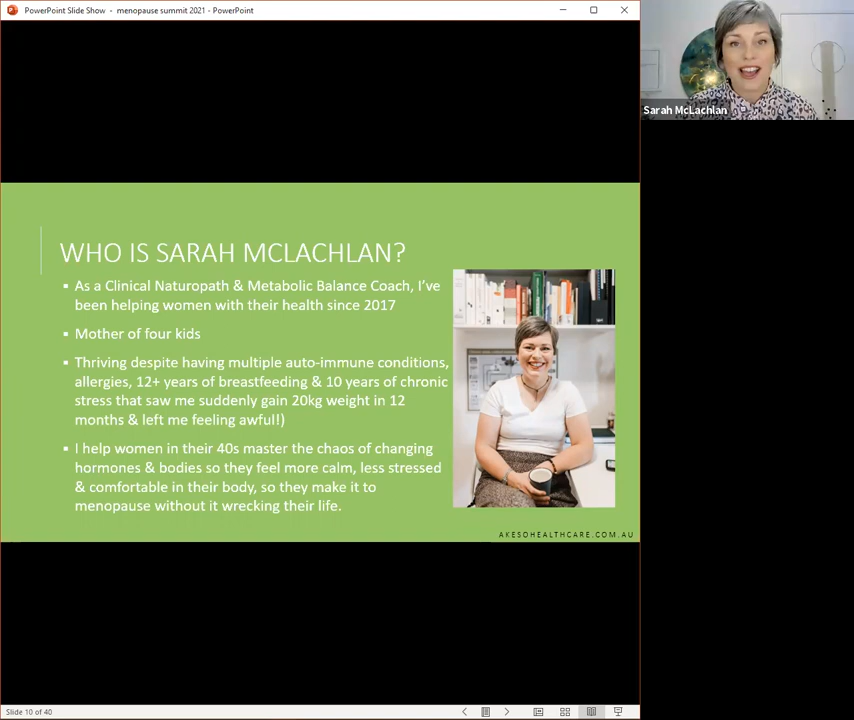 PowerPoint Slide Show - menopause summit 2021 - PowerPoint
Sarah McLachlan
WHO IS SARAH MCLACHLAN?
▪ As a Clinical Naturopath & Metabolic Balance Coach, I've
been helping women with their health since 2017
▪ Mother of four kids
▪ Thriving despite having multiple auto-immune conditions,
allergies, 12+ years of breastfeeding & 10 years of chronic
stress that saw me suddenly gain 20kg weight in 12
months & left me feeling awful!)
▪ I help women in their 40s master the chaos of changing
hormones & bodies so they feel more calm, less stressed
& comfortable in their body, so they make it to
menopause without it wrecking their life.
AKESOHEALTHCARE.COM.AU
Slide 10 of 40